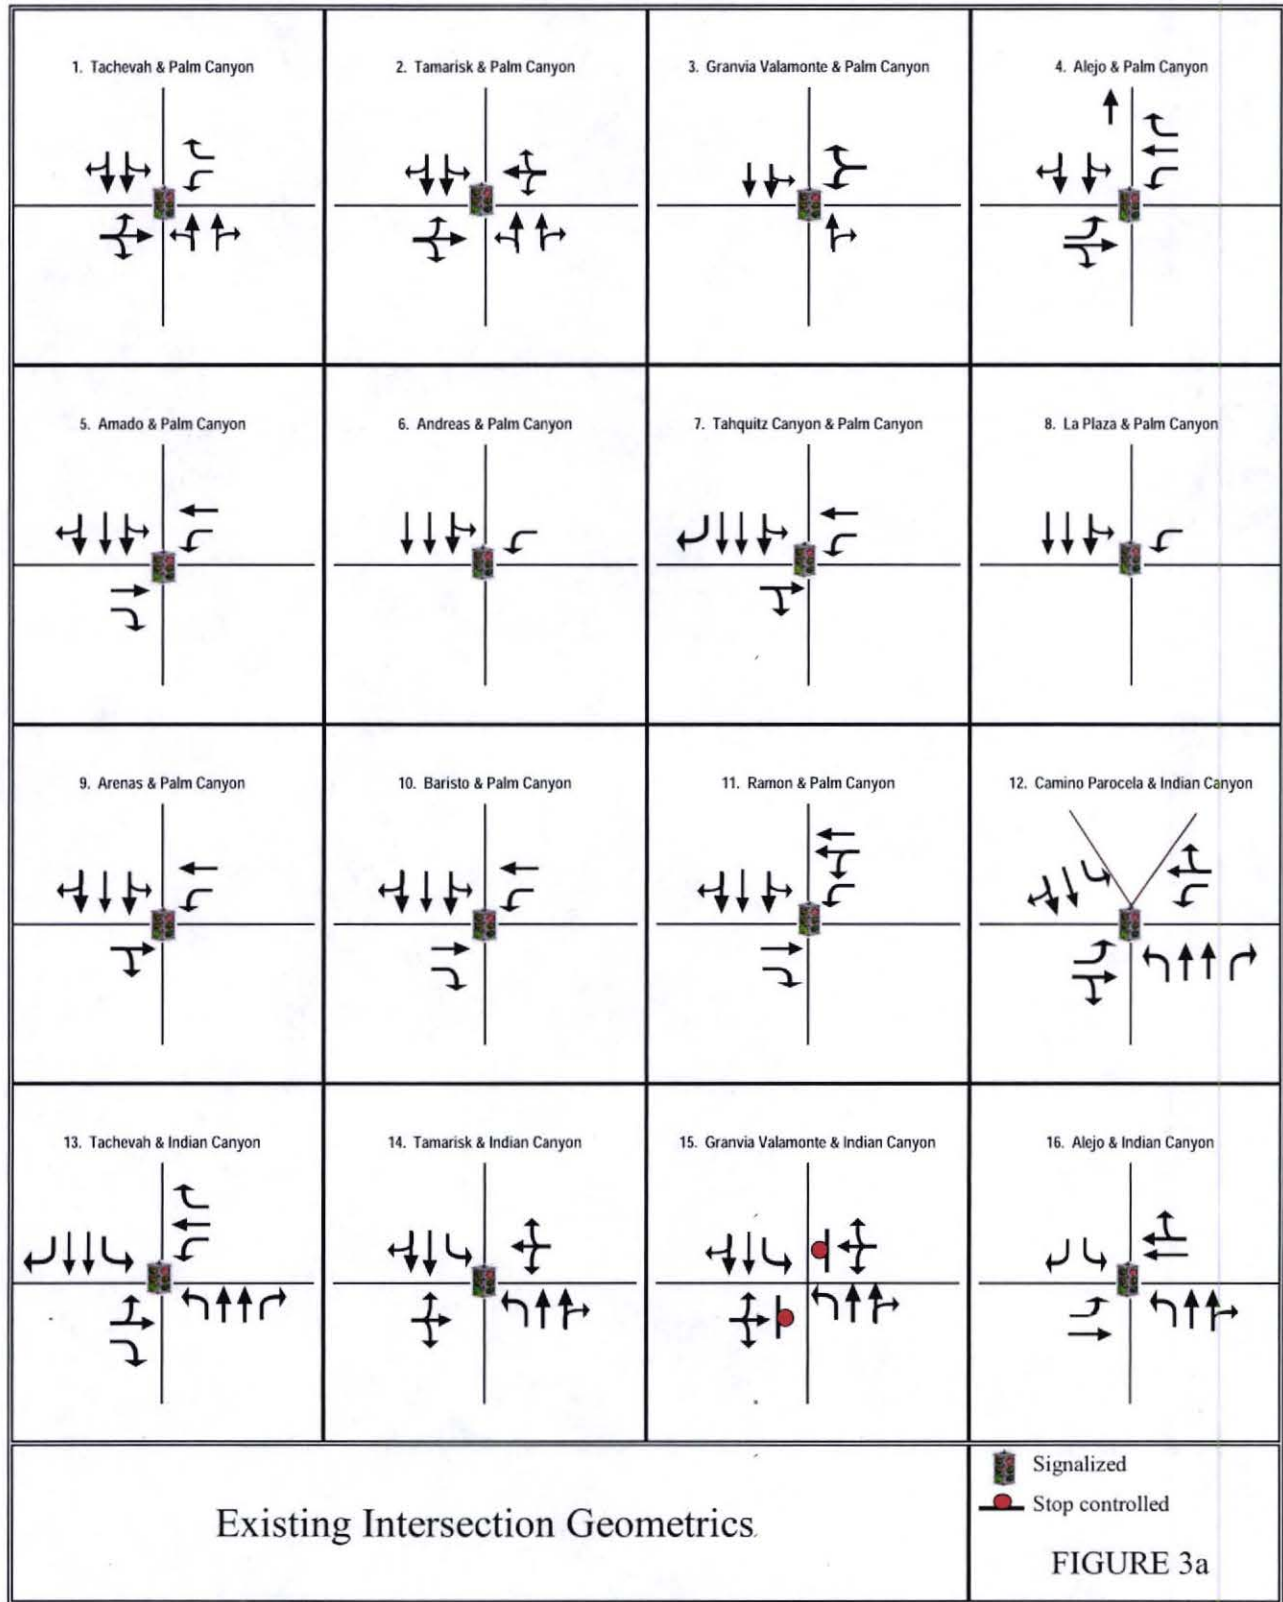 1. Tachevah & Palm Canyon
2. Tamarisk & Palm Canyon
3. Granvia Valamonte & Palm Canyon
4. Alejo & Palm Canyon
5. Amado & Palm Canyon
6. Andreas & Palm Canyon
7. Tahquitz Canyon & Palm Canyon
8. La Plaza & Palm Canyon
9. Arenas & Palm Canyon
10. Baristo & Palm Canyon
11. Ramon & Palm Canyon
12. Camino Parocela & Indian Canyon
13. Tachevah & Indian Canyon
14. Tamarisk & Indian Canyon
15. Granvia Valamonte & Indian Canyon
16. Alejo & Indian Canyon
Existing Intersection Geometrics
Signalized
Stop controlled
FIGURE 3a